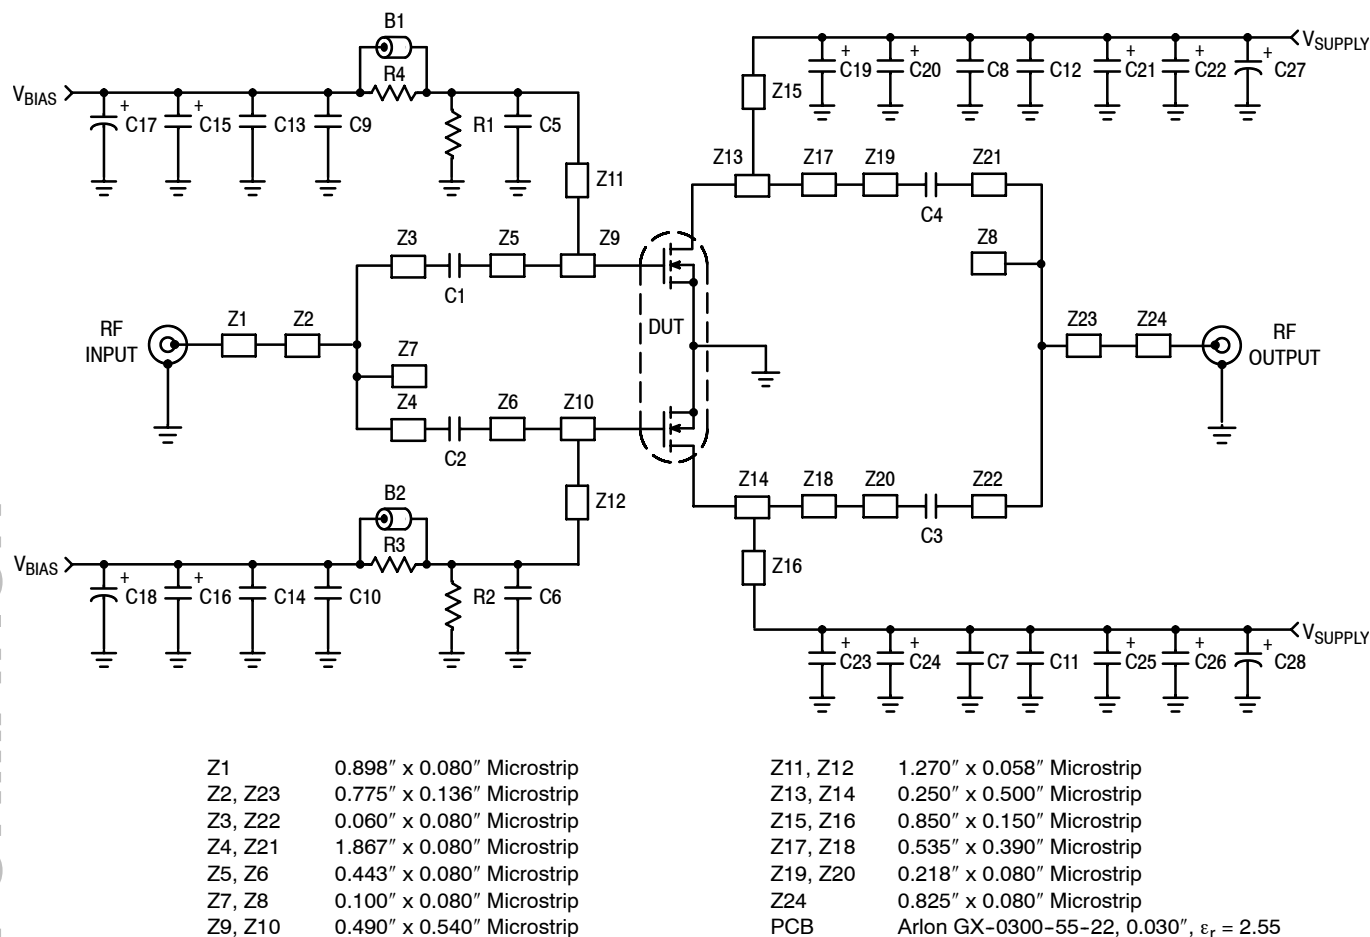 B1
R4
V_BIAS
+ C17
+ C15
C13
C9
R1
C5
Z11
Z15
+ C19
+ C20
C8
C12
+ C21
+ C22
+ C27
V_SUPPLY
Z13
Z17
Z19
C4
Z21
Z8
Z3
C1
Z5
Z9
RF INPUT
Z1
Z2
Z7
DUT
Z23
Z24
RF OUTPUT
Z4
C2
Z6
Z10
Z12
Z14
Z18
Z20
C3
Z22
Z16
B2
R3
V_BIAS
+ C18
+ C16
C14
C10
R2
C6
+ C23
+ C24
C7
C11
+ C25
+ C26
+ C28
V_SUPPLY
Z1 0.898″ x 0.080″ Microstrip
Z2, Z23 0.775″ x 0.136″ Microstrip
Z3, Z22 0.060″ x 0.080″ Microstrip
Z4, Z21 1.867″ x 0.080″ Microstrip
Z5, Z6 0.443″ x 0.080″ Microstrip
Z7, Z8 0.100″ x 0.080″ Microstrip
Z9, Z10 0.490″ x 0.540″ Microstrip
Z11, Z12 1.270″ x 0.058″ Microstrip
Z13, Z14 0.250″ x 0.500″ Microstrip
Z15, Z16 0.850″ x 0.150″ Microstrip
Z17, Z18 0.535″ x 0.390″ Microstrip
Z19, Z20 0.218″ x 0.080″ Microstrip
Z24 0.825″ x 0.080″ Microstrip
PCB Arlon GX-0300-55-22, 0.030″, εr = 2.55